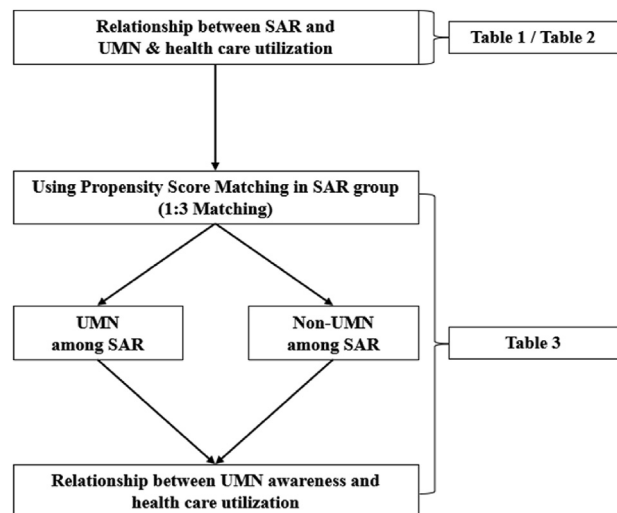 Relationship between SAR and
UMN & health care utilization
Table 1 / Table 2
Using Propensity Score Matching in SAR group
(1:3 Matching)
UMN
among SAR
Non-UMN
among SAR
Table 3
Relationship between UMN awareness and
health care utilization